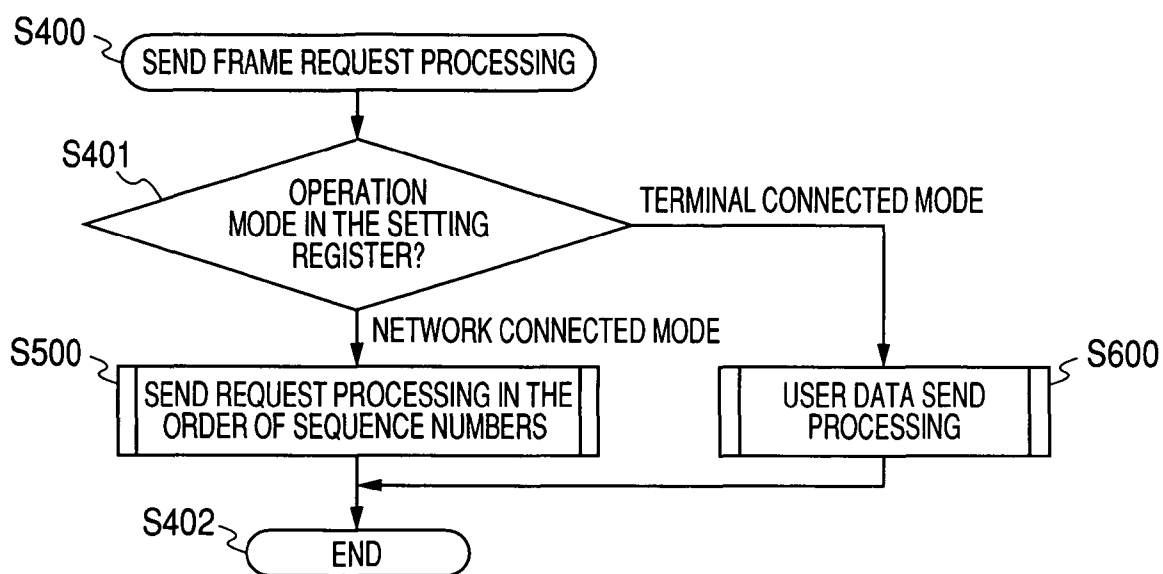 S400
SEND FRAME REQUEST PROCESSING
S401
OPERATION
MODE IN THE SETTING
REGISTER?
TERMINAL CONNECTED MODE
NETWORK CONNECTED MODE
S500
SEND REQUEST PROCESSING IN THE
ORDER OF SEQUENCE NUMBERS
USER DATA SEND
PROCESSING
S600
S402
END